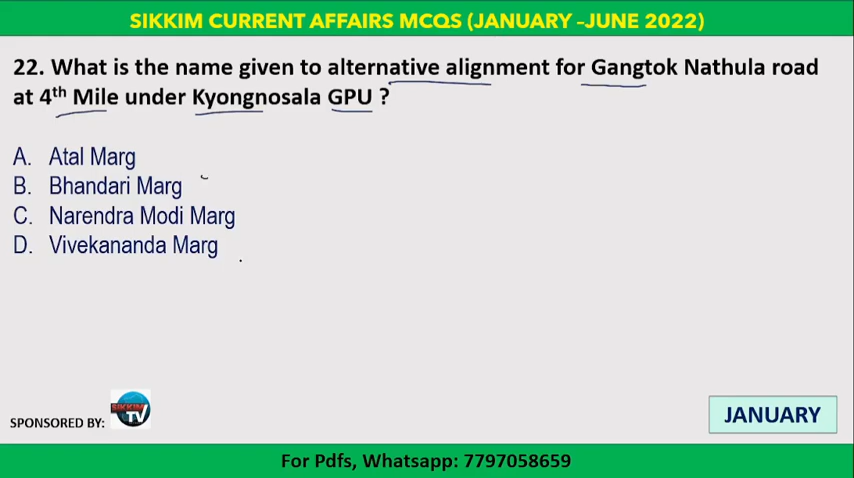 SIKKIM CURRENT AFFAIRS MCQS (JANUARY –JUNE 2022)
22. What is the name given to alternative alignment for Gangtok Nathula road
at 4th Mile under Kyongnosala GPU ?
A. Atal Marg
B. Bhandari Marg
C. Narendra Modi Marg
D. Vivekananda Marg
SPONSORED BY:
SIKKIM
TV
JANUARY
For Pdfs, Whatsapp: 7797058659